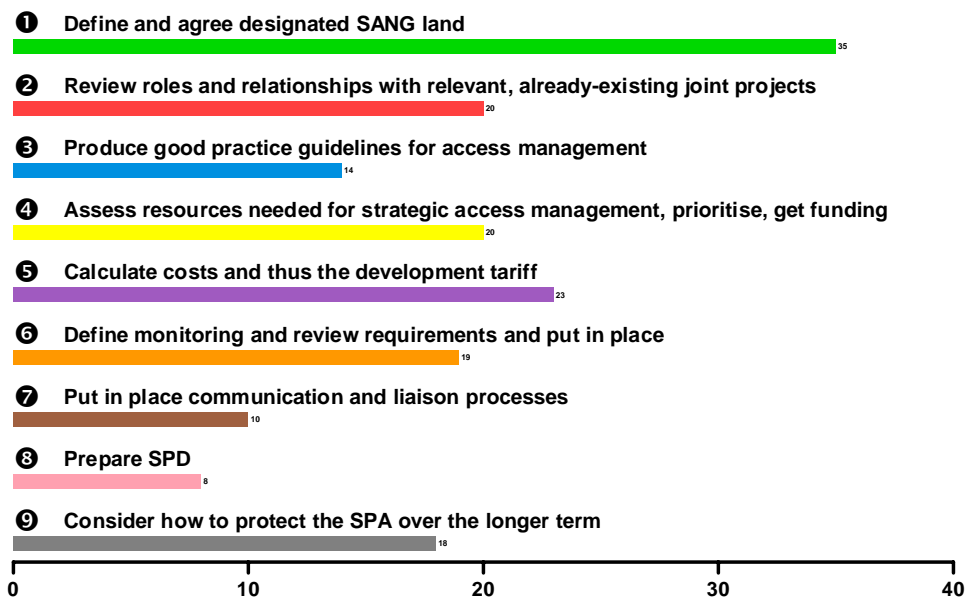 ❶ Define and agree designated SANG land
35
❷ Review roles and relationships with relevant, already-existing joint projects
20
❸ Produce good practice guidelines for access management
14
❹ Assess resources needed for strategic access management, prioritise, get funding
20
❺ Calculate costs and thus the development tariff
23
❻ Define monitoring and review requirements and put in place
19
❼ Put in place communication and liaison processes
10
❽ Prepare SPD
8
❾ Consider how to protect the SPA over the longer term
18
0 10 20 30 40